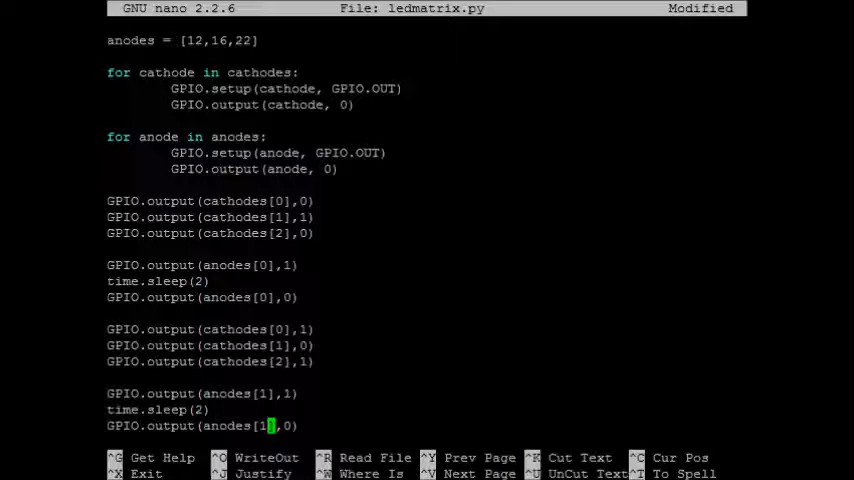 GNU nano 2.2.6 File: ledmatrix.py Modified
anodes = [12,16,22]
for cathode in cathodes:
GPIO.setup(cathode, GPIO.OUT)
GPIO.output(cathode, 0)
for anode in anodes:
GPIO.setup(anode, GPIO.OUT)
GPIO.output(anode, 0)
GPIO.output(cathodes[0],0)
GPIO.output(cathodes[1],1)
GPIO.output(cathodes[2],0)
GPIO.output(anodes[0],1)
time.sleep(2)
GPIO.output(anodes[0],0)
GPIO.output(cathodes[0],1)
GPIO.output(cathodes[1],0)
GPIO.output(cathodes[2],1)
GPIO.output(anodes[1],1)
time.sleep(2)
GPIO.output(anodes[1],0)
^G Get Help ^O WriteOut ^R Read File ^Y Prev Page ^K Cut Text ^C Cur Pos
^X Exit ^J Justify ^W Where Is ^V Next Page ^U UnCut Text ^T To Spell